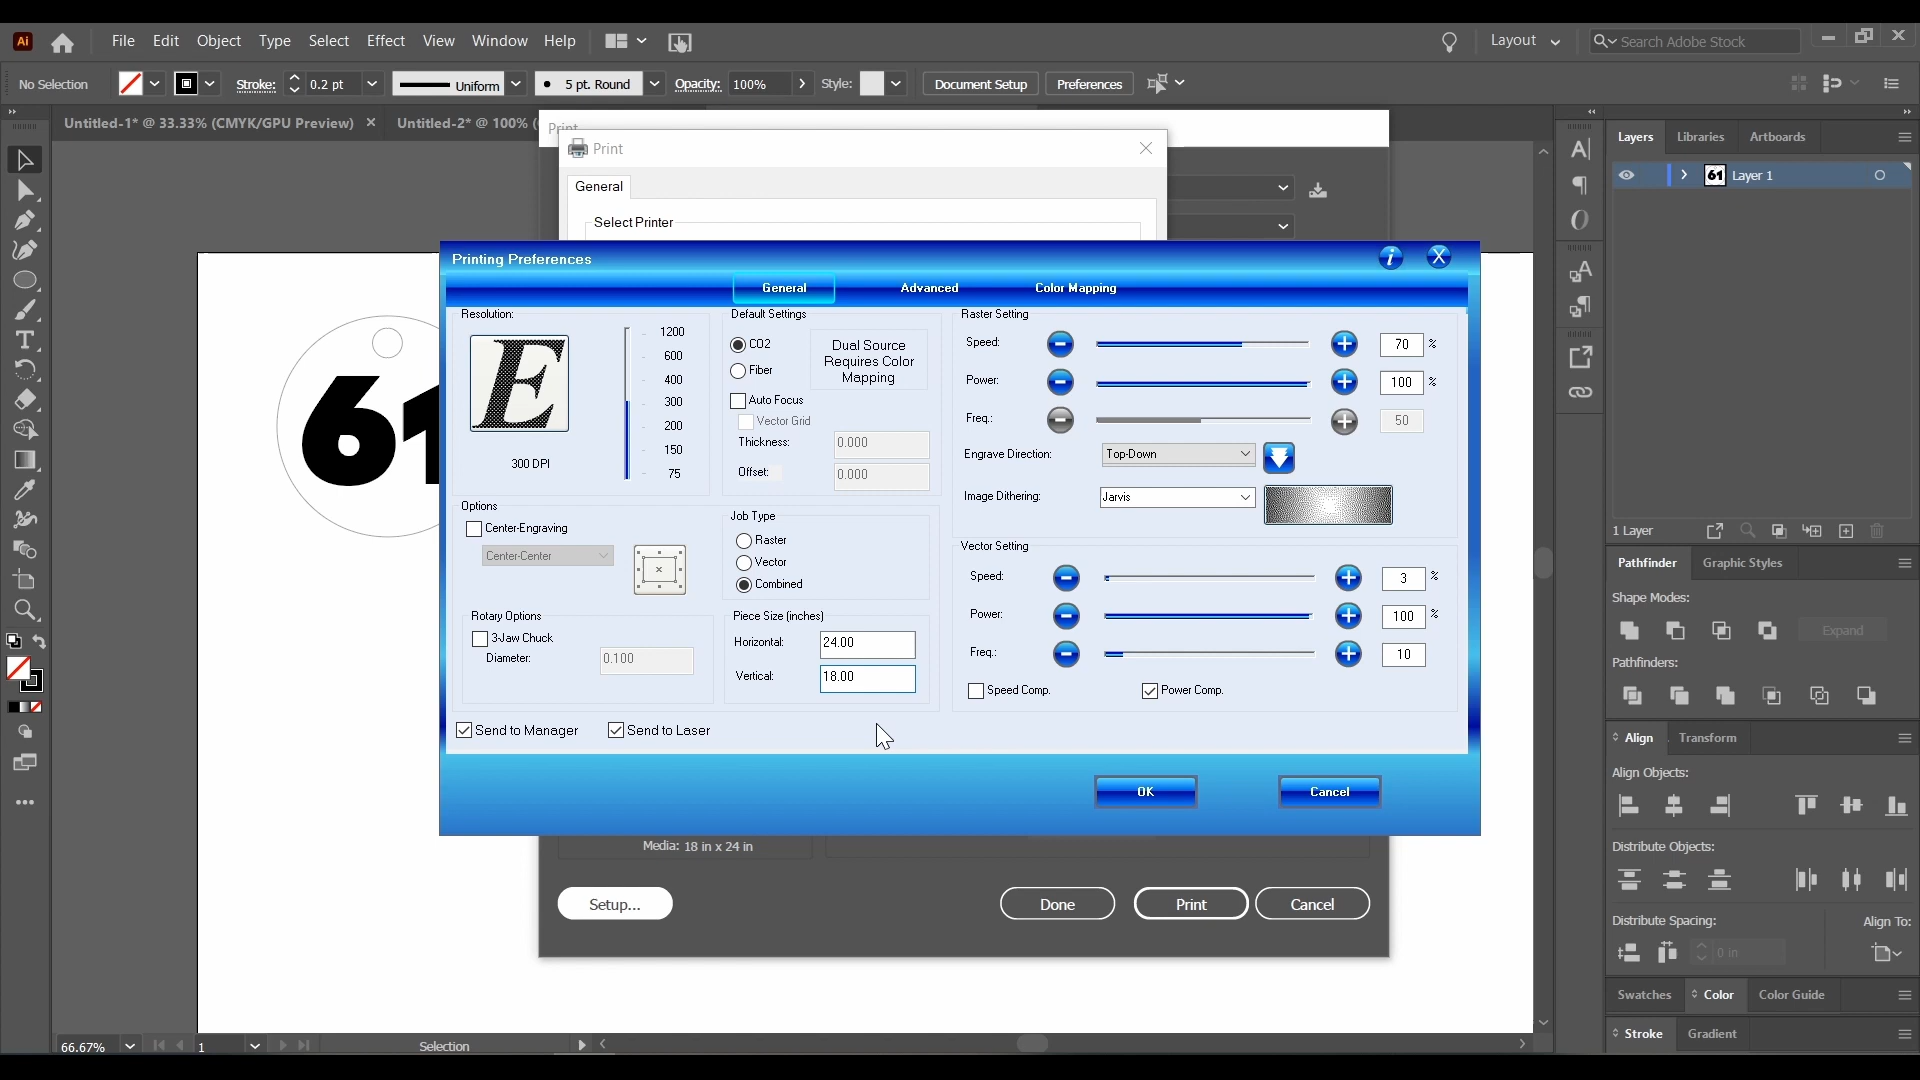 Ai
File Edit Object Type Select Effect View Window Help
Layout
Search Adobe Stock
No Selection
Stroke: 0.2 pt
Uniform
5 pt. Round
Opacity: 100%
Style:
Document Setup
Preferences
Untitled-1* @ 33.33% (CMYK/GPU Preview)
Untitled-2* @ 100% (
Print
Print
General
Select Printer
61
Printing Preferences
General Advanced Color Mapping
Resolution:
1200
600
400
300
200
150
75
300 DPI
E
Default Settings
CO2
Fiber
Dual Source
Requires Color
Mapping
Auto Focus
Vector Grid
Thickness: 0.000
Offset: 0.000
Options
Center-Engraving
Center-Center
Job Type
Raster
Vector
Combined
Rotary Options
3-Jaw Chuck
Diameter: 0.100
Piece Size (inches)
Horizontal: 24.00
Vertical: 18.00
Send to Manager
Send to Laser
Raster Setting
Speed: 70 %
Power: 100 %
Freq.: 50
Engrave Direction: Top-Down
Image Dithering: Jarvis
Vector Setting
Speed: 3 %
Power: 100 %
Freq.: 10
Speed Comp.
Power Comp.
OK
Cancel
Media: 18 in x 24 in
Setup...
Done
Print
Cancel
66.67%
1
Selection
Layers Libraries Artboards
61 Layer 1
1 Layer
Pathfinder Graphic Styles
Shape Modes:
Expand
Pathfinders:
Align Transform
Align Objects:
Distribute Objects:
Distribute Spacing: Align To:
0 in
Swatches Color Color Guide
Stroke Gradient